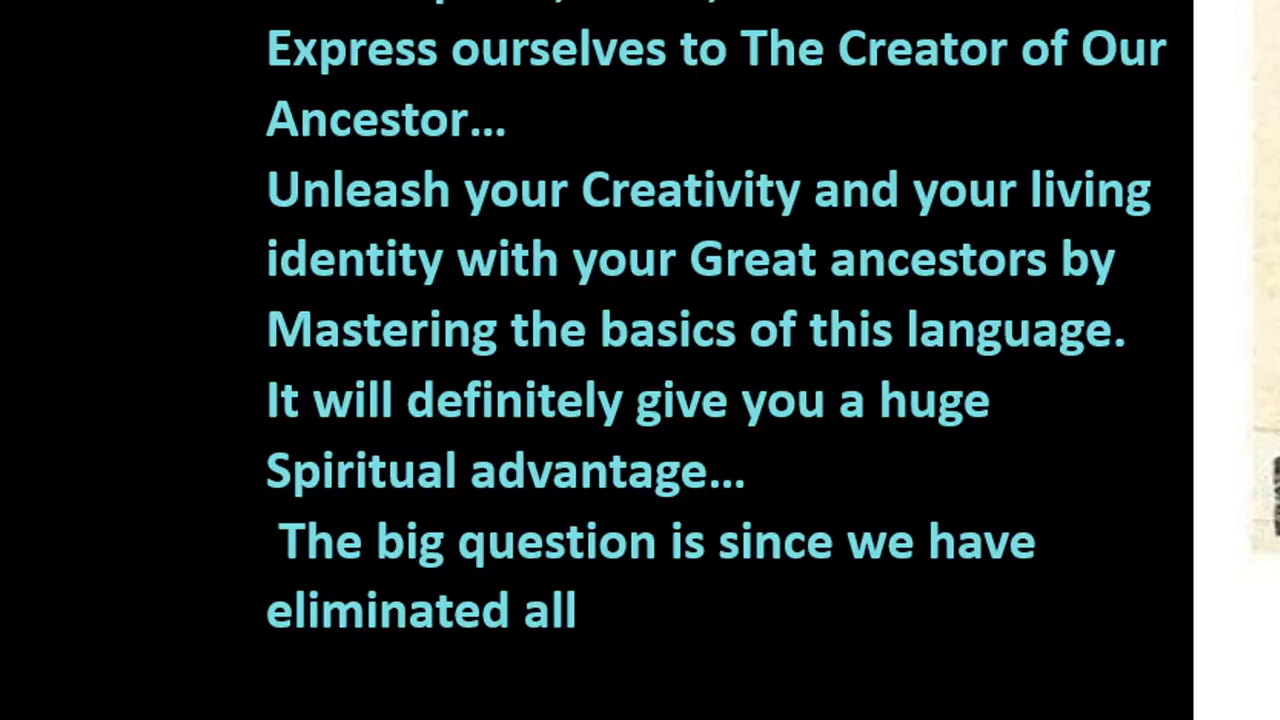 Express ourselves to The Creator of Our
Ancestor...
Unleash your Creativity and your living
identity with your Great ancestors by
Mastering the basics of this language.
It will definitely give you a huge
Spiritual advantage...
The big question is since we have
eliminated all